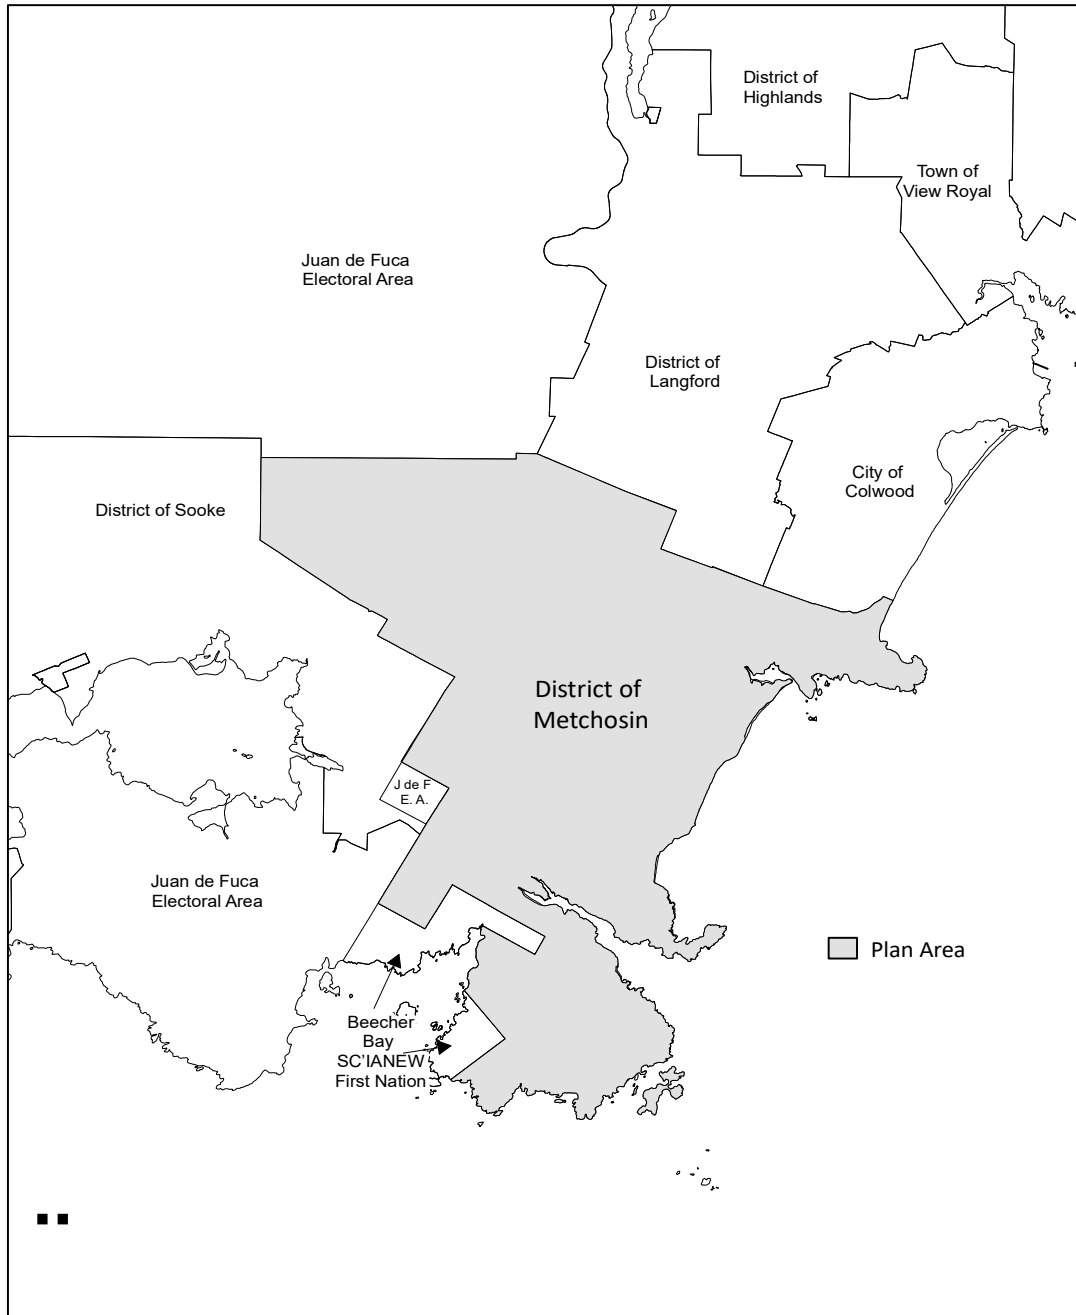 District of
Highlands
Town of
View Royal
Juan de Fuca
Electoral Area
District of
Langford
City of
Colwood
District of Sooke
District of
Metchosin
J de F
E. A.
Juan de Fuca
Electoral Area
Plan Area
Beecher
Bay
SC'IANEW
First Nation